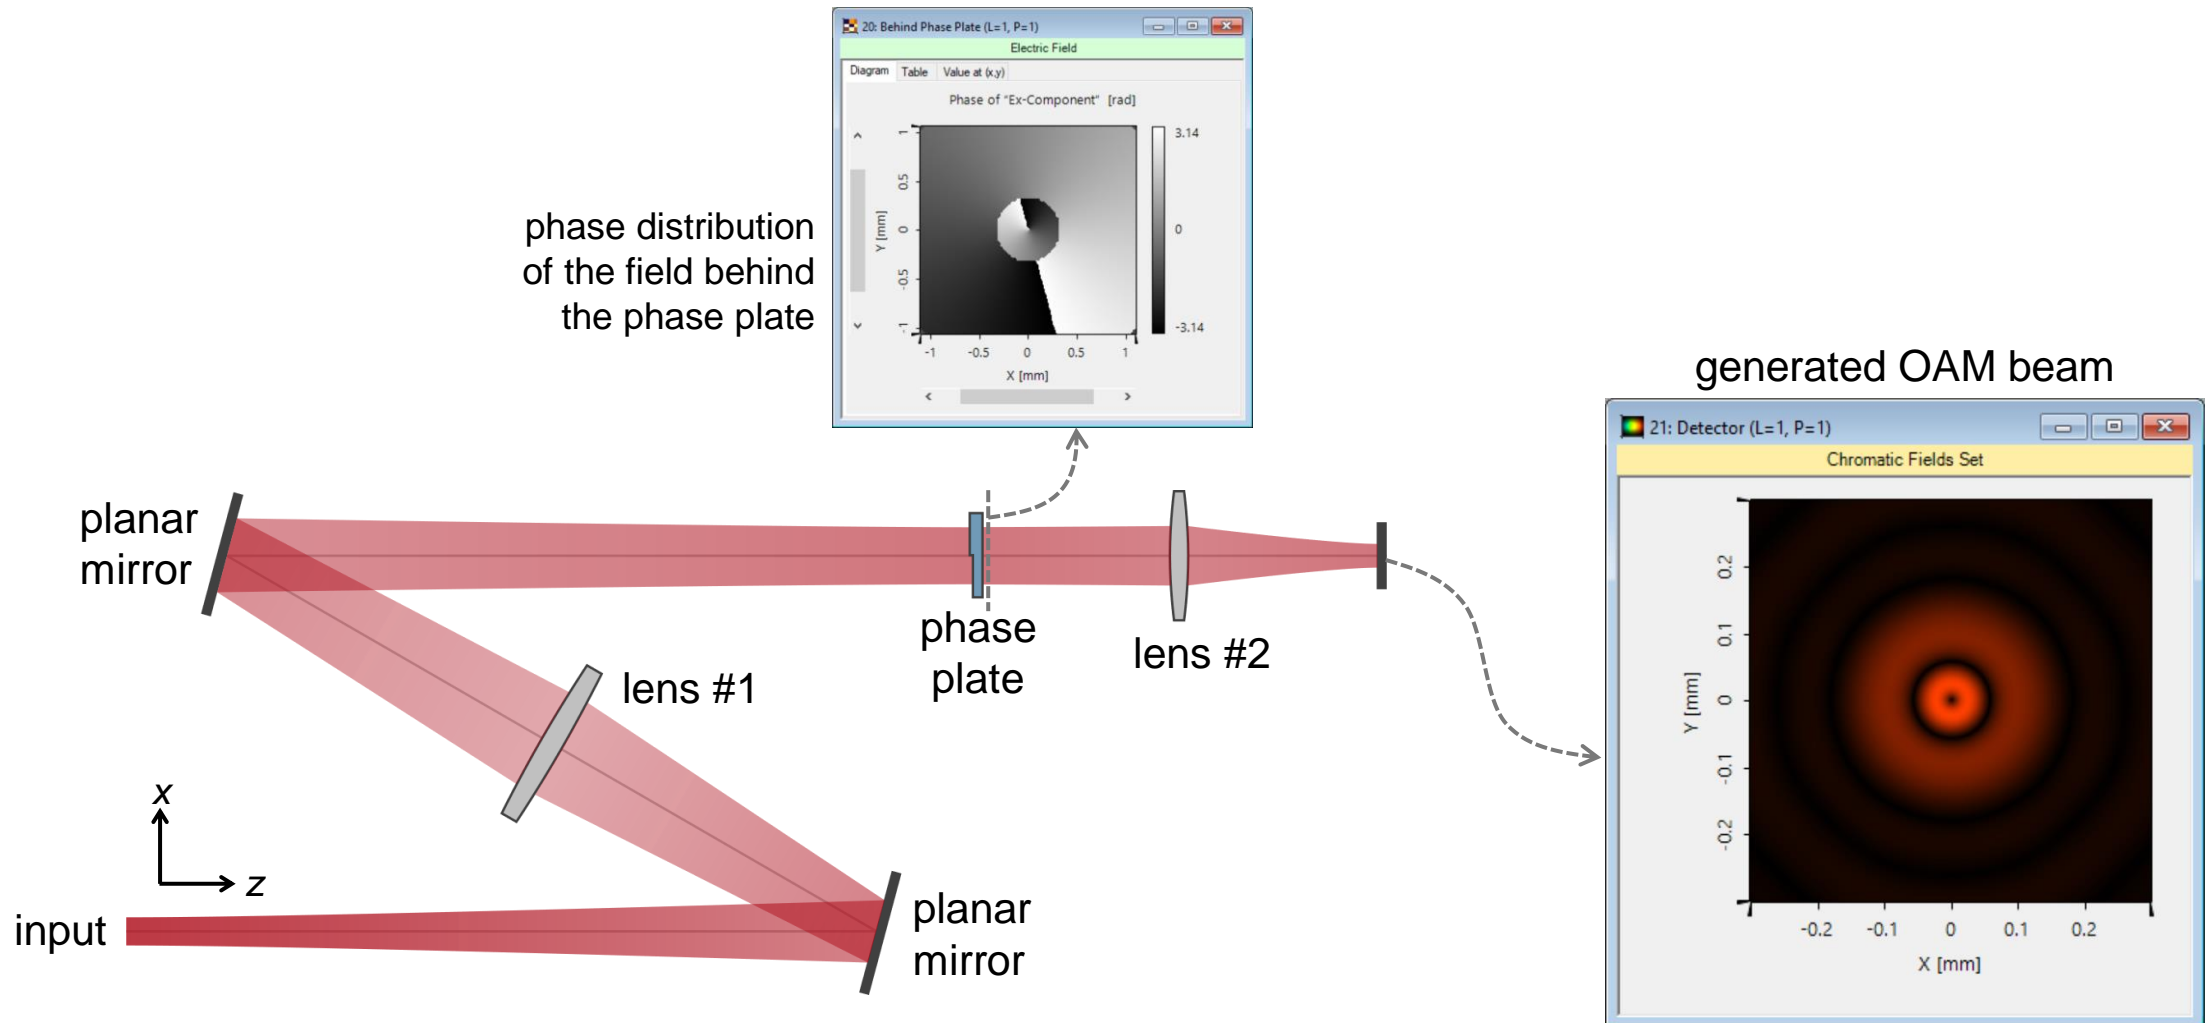 20: Behind Phase Plate (L=1, P=1)
Electric Field
Diagram Table Value at (x,y)
Phase of "Ex-Component" [rad]
1
0.5
0
-0.5
-1
Y [mm]
3.14
0
-3.14
-1 -0.5 0 0.5 1
X [mm]
phase distribution
of the field behind
the phase plate
generated OAM beam
21: Detector (L=1, P=1)
Chromatic Fields Set
0.2
0.1
0
-0.1
-0.2
Y [mm]
-0.2 -0.1 0 0.1 0.2
X [mm]
planar
mirror
phase
plate
lens #2
lens #1
x
z
input
planar
mirror